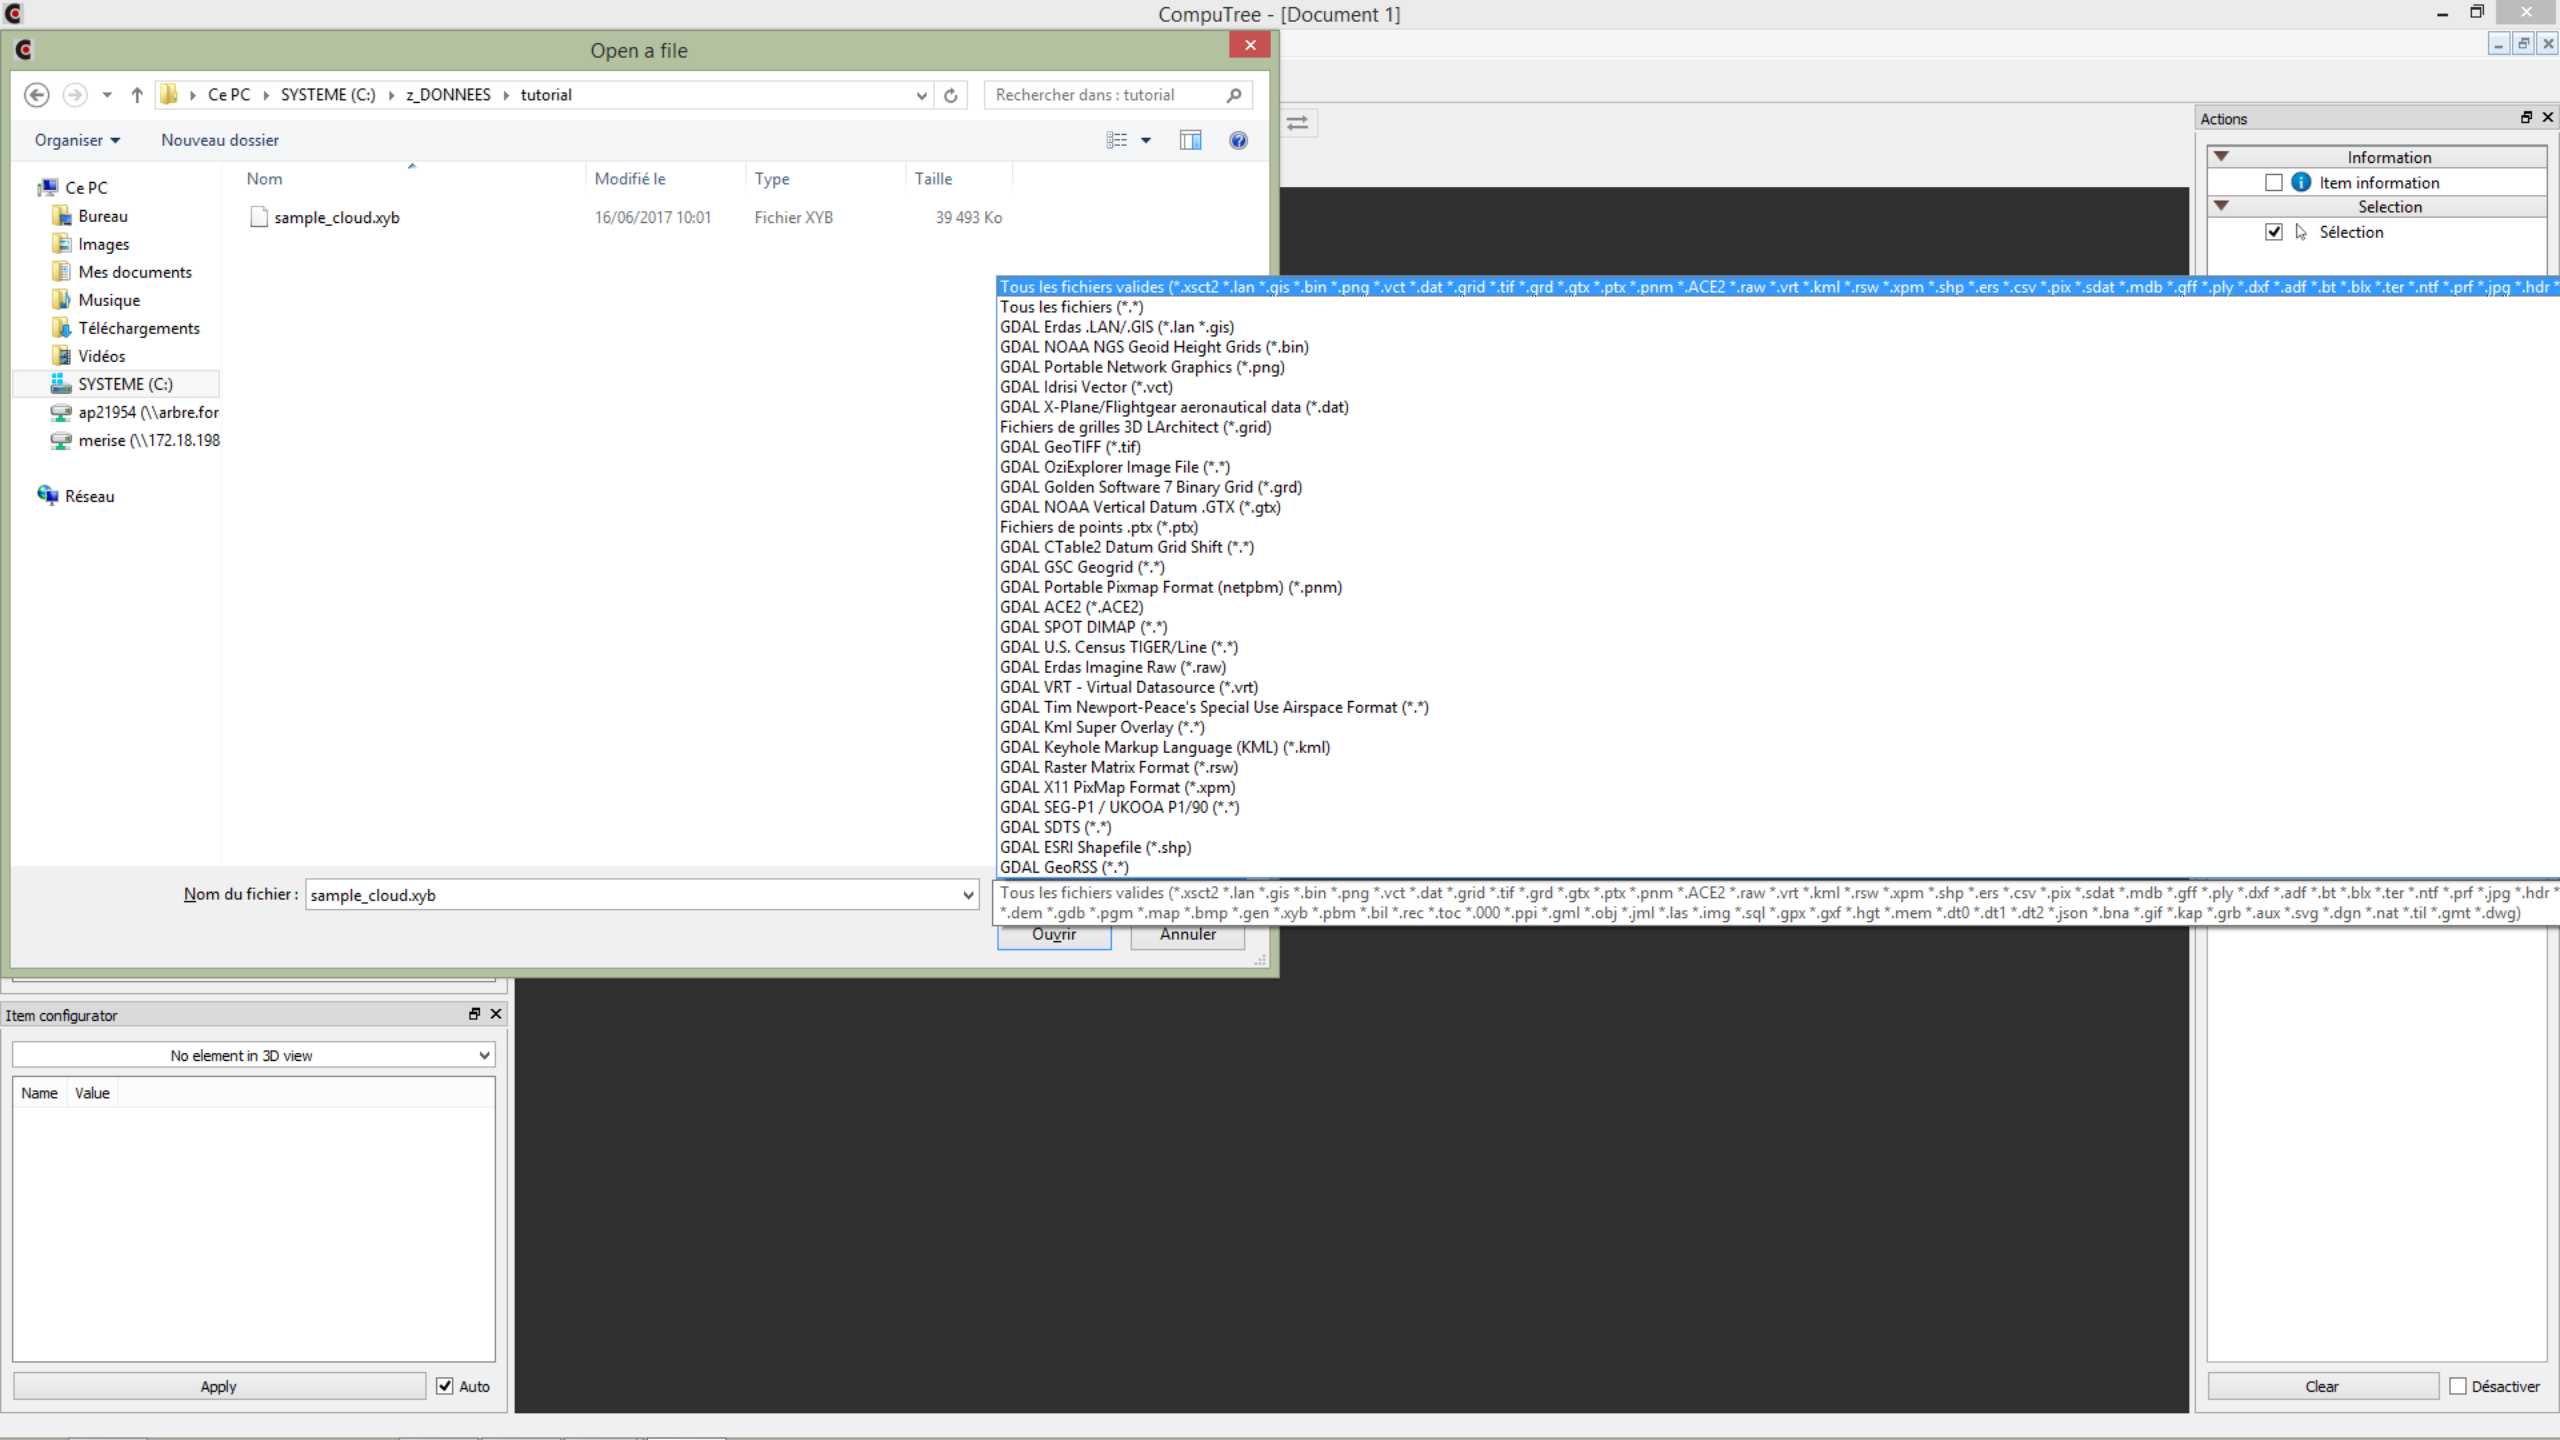 CompuTree - [Document 1]
Open a file
Ce PC
SYSTEME (C:)
z_DONNEES
tutorial
Rechercher dans : tutorial
Organiser
Nouveau dossier
Nom
Modifié le
Type
Taille
sample_cloud.xyb
16/06/2017 10:01
Fichier XYB
39 493 Ko
Ce PC
Bureau
Images
Mes documents
Musique
Téléchargements
Vidéos
SYSTEME (C:)
ap21954 (\\arbre.for
merise (\\172.18.198
Réseau
Tous les fichiers valides (*.xsct2 *.lan *.gis *.bin *.png *.vct *.dat *.grid *.tif *.grd *.gtx *.ptx *.pnm *.ACE2 *.raw *.vrt *.kml *.rsw *.xpm *.shp *.ers *.csv *.pix *.sdat *.mdb *.gff *.ply *.dxf *.adf *.bt *.blx *.ter *.ntf *.prf *.jpg *.hdr *
Tous les fichiers (*.*)
GDAL Erdas .LAN/.GIS (*.lan *.gis)
GDAL NOAA NGS Geoid Height Grids (*.bin)
GDAL Portable Network Graphics (*.png)
GDAL Idrisi Vector (*.vct)
GDAL X-Plane/Flightgear aeronautical data (*.dat)
Fichiers de grilles 3D LArchitect (*.grid)
GDAL GeoTIFF (*.tif)
GDAL OziExplorer Image File (*.*)
GDAL Golden Software 7 Binary Grid (*.grd)
GDAL NOAA Vertical Datum .GTX (*.gtx)
Fichiers de points .ptx (*.ptx)
GDAL CTable2 Datum Grid Shift (*.*)
GDAL GSC Geogrid (*.*)
GDAL Portable Pixmap Format (netpbm) (*.pnm)
GDAL ACE2 (*.ACE2)
GDAL SPOT DIMAP (*.*)
GDAL U.S. Census TIGER/Line (*.*)
GDAL Erdas Imagine Raw (*.raw)
GDAL VRT - Virtual Datasource (*.vrt)
GDAL Tim Newport-Peace's Special Use Airspace Format (*.*)
GDAL Kml Super Overlay (*.*)
GDAL Keyhole Markup Language (KML) (*.kml)
GDAL Raster Matrix Format (*.rsw)
GDAL X11 PixMap Format (*.xpm)
GDAL SEG-P1 / UKOOA P1/90 (*.*)
GDAL SDTS (*.*)
GDAL ESRI Shapefile (*.shp)
GDAL GeoRSS (*.*)
Nom du fichier :
sample_cloud.xyb
Tous les fichiers valides (*.xsct2 *.lan *.gis *.bin *.png *.vct *.dat *.grid *.tif *.grd *.gtx *.ptx *.pnm *.ACE2 *.raw *.vrt *.kml *.rsw *.xpm *.shp *.ers *.csv *.pix *.sdat *.mdb *.gff *.ply *.dxf *.adf *.bt *.blx *.ter *.ntf *.prf *.jpg *.hdr *
*.dem *.gdb *.pgm *.map *.bmp *.gen *.xyb *.pbm *.bil *.rec *.toc *.000 *.ppi *.gml *.obj *.jml *.las *.img *.sql *.gpx *.gxf *.hgt *.mem *.dt0 *.dt1 *.dt2 *.json *.bna *.gif *.kap *.grb *.aux *.svg *.dgn *.nat *.til *.gmt *.dwg)
Ouvrir
Annuler
Actions
Information
Item information
Selection
Sélection
Item configurator
No element in 3D view
Name
Value
Apply
Auto
Clear
Désactiver